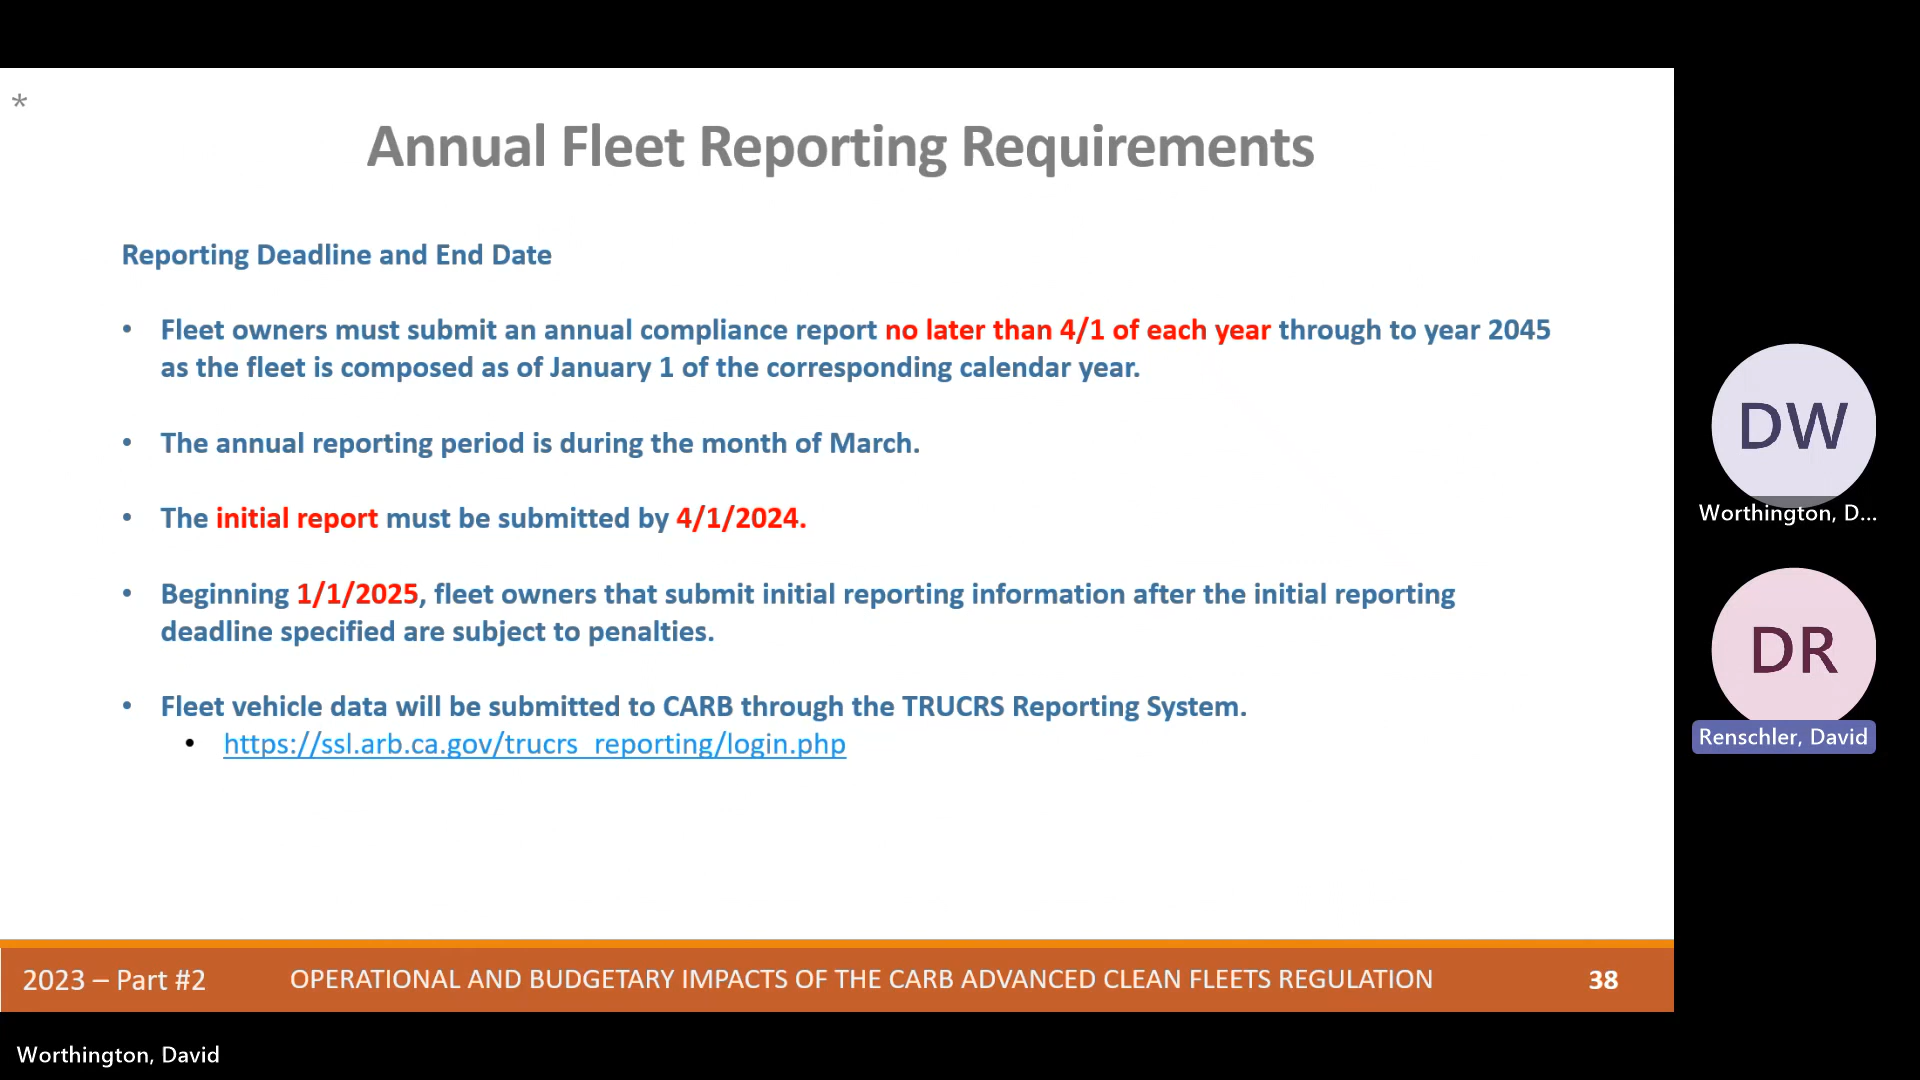 *
Annual Fleet Reporting Requirements
Reporting Deadline and End Date
• Fleet owners must submit an annual compliance report no later than 4/1 of each year through to year 2045
as the fleet is composed as of January 1 of the corresponding calendar year.
• The annual reporting period is during the month of March.
• The initial report must be submitted by 4/1/2024.
• Beginning 1/1/2025, fleet owners that submit initial reporting information after the initial reporting
deadline specified are subject to penalties.
• Fleet vehicle data will be submitted to CARB through the TRUCRS Reporting System.
• https://ssl.arb.ca.gov/trucrs_reporting/login.php
2023 – Part #2 OPERATIONAL AND BUDGETARY IMPACTS OF THE CARB ADVANCED CLEAN FLEETS REGULATION 38
DW
Worthington, D...
DR
Renschler, David
Worthington, David